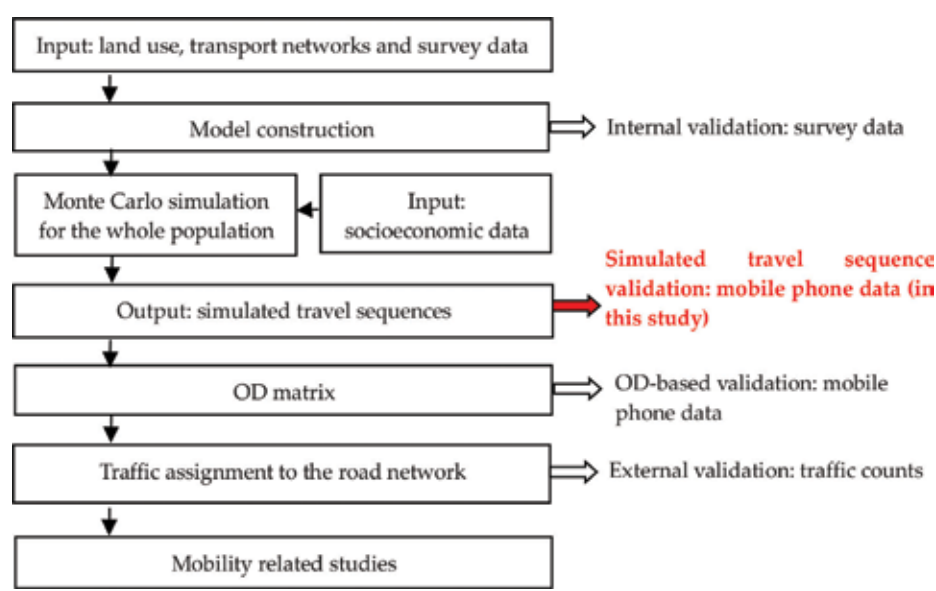 Input: land use, transport networks and survey data
Model construction
Internal validation: survey data
Monte Carlo simulation
for the whole population
Input:
socioeconomic data
Simulated travel sequence
validation: mobile phone data (in
this study)
Output: simulated travel sequences
OD matrix
OD-based validation: mobile
phone data
Traffic assignment to the road network
External validation: traffic counts
Mobility related studies